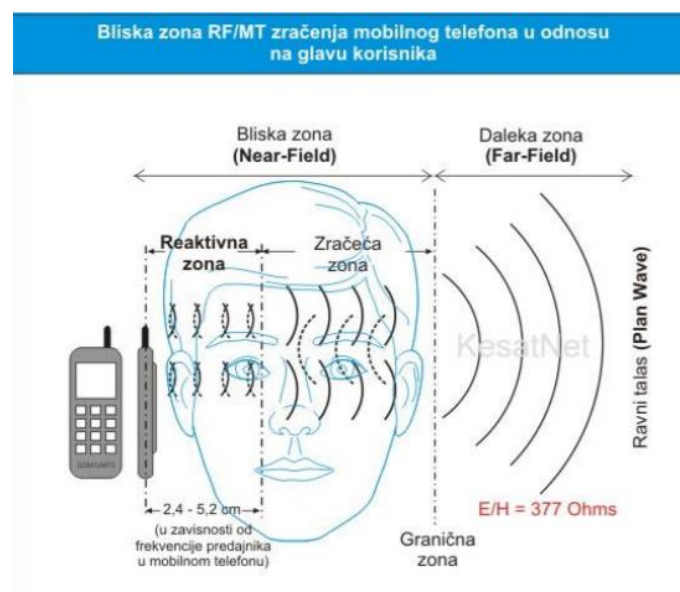 Bliska zona RF/MT zračenja mobilnog telefona u odnosu
na glavu korisnika
Bliska zona
(Near-Field)
Daleka zona
(Far-Field)
Reaktivna
zona
Zračeća
zona
KesatNet
Ravni talas (Plan Wave)
2,4 - 5,2 cm
(u zavisnosti od
frekvencije predajnika
u mobilnom telefonu)
E/H = 377 Ohms
Granična
zona